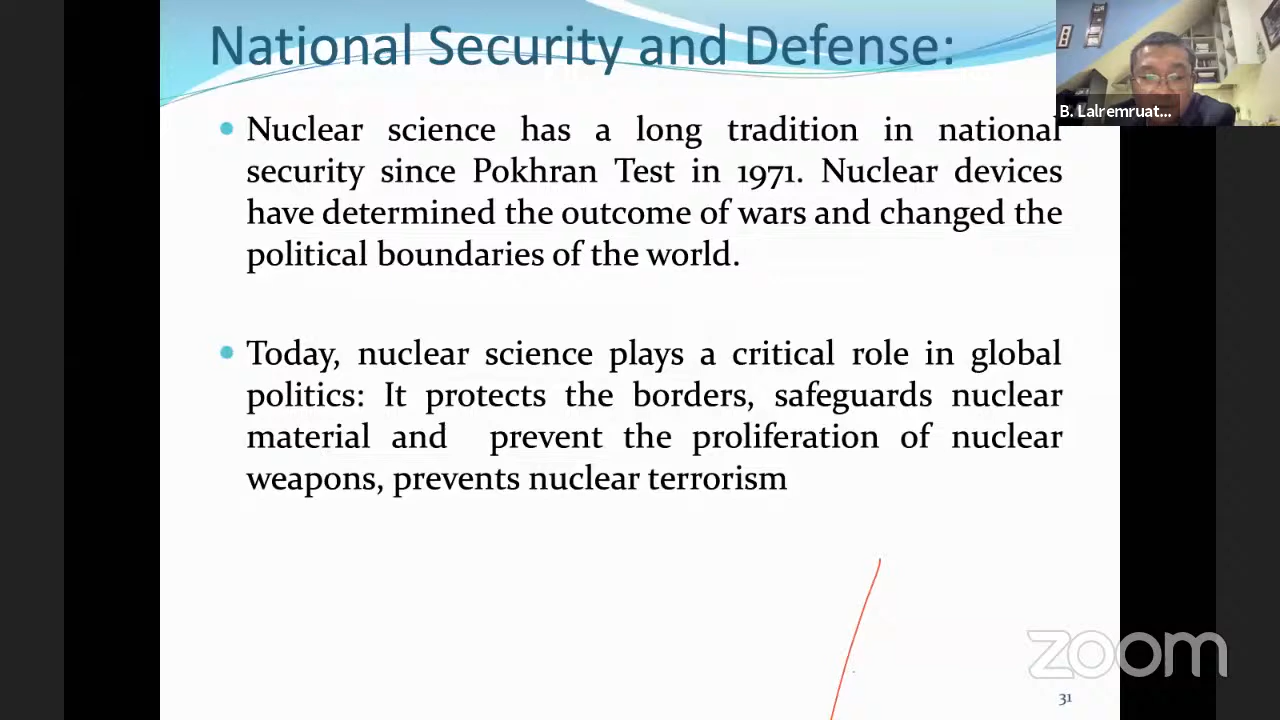 National Security and Defense:
B. Lalremruat...
• Nuclear science has a long tradition in national
security since Pokhran Test in 1971. Nuclear devices
have determined the outcome of wars and changed the
political boundaries of the world.
• Today, nuclear science plays a critical role in global
politics: It protects the borders, safeguards nuclear
material and prevent the proliferation of nuclear
weapons, prevents nuclear terrorism
zoom
31